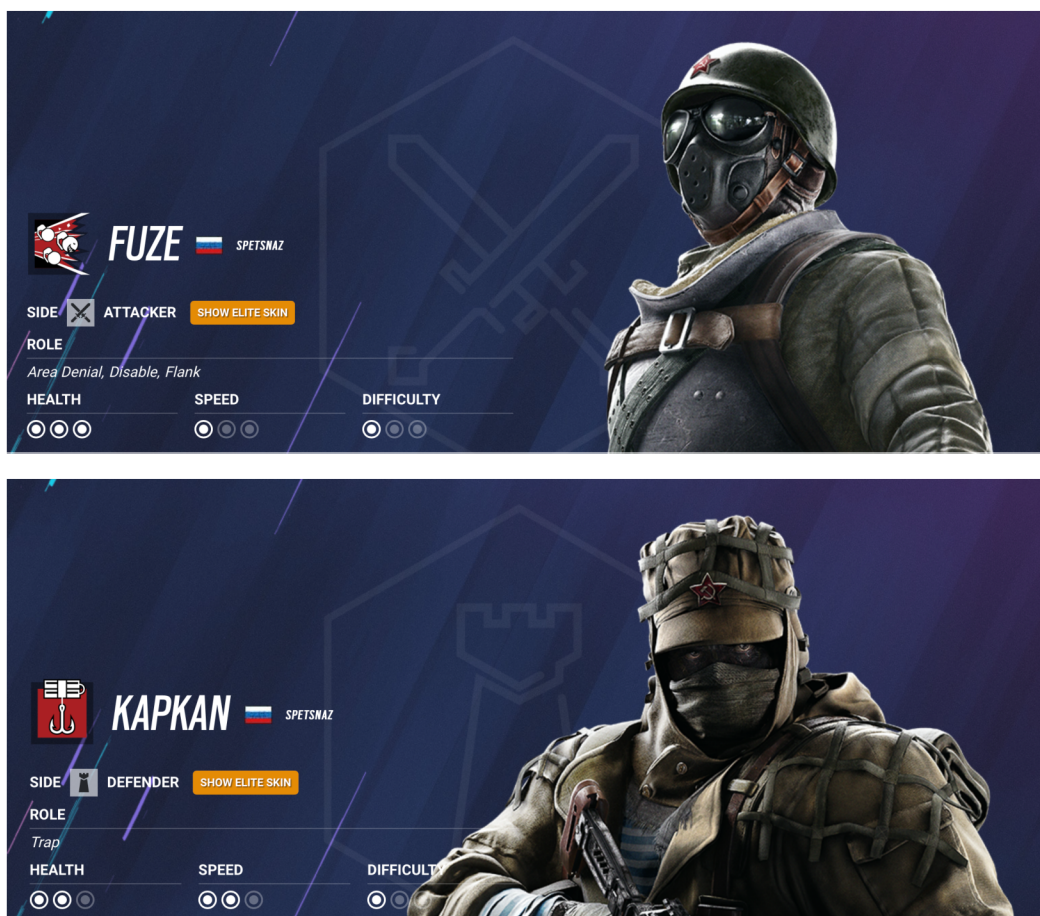 FUZE SPETSNAZ
SIDE ATTACKER SHOW ELITE SKIN
ROLE
Area Denial, Disable, Flank
HEALTH SPEED DIFFICULTY
KAPKAN SPETSNAZ
SIDE DEFENDER SHOW ELITE SKIN
ROLE
Trap
HEALTH SPEED DIFFICULTY